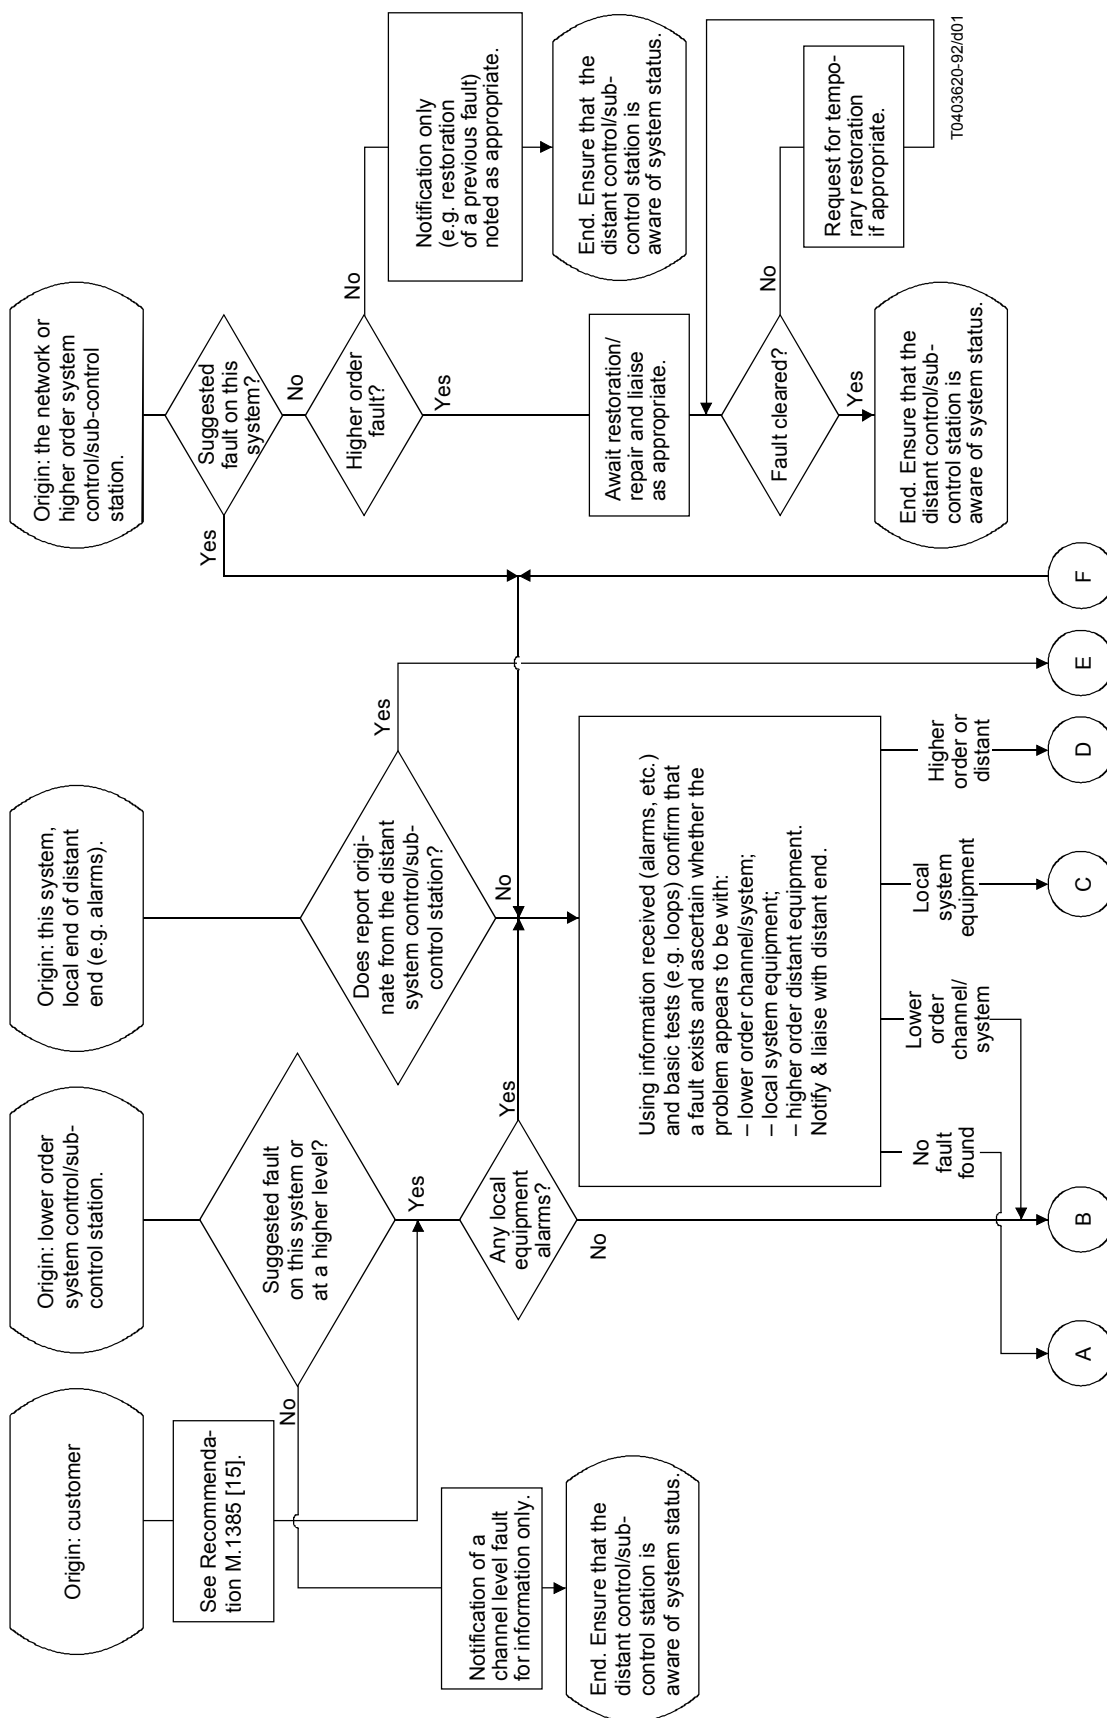 Origin: customer
See Recommenda-
tion M.1385 [15].
Origin: lower order
system control/sub-
control station.
Suggested fault
on this system or
at a higher level?
No
Yes
Notification of a
channel level fault
for information only.
End. Ensure that the
distant control/sub-
control station is
aware of system status.
Any local
equipment
alarms?
Yes
No
Origin: this system,
local end of distant
end (e.g. alarms).
Does report origi-
nate from the distant
system control/sub-
control station?
Yes
No
Using information received (alarms, etc.)
and basic tests (e.g. loops) confirm that
a fault exists and ascertain whether the
problem appears to be with:
– lower order channel/system;
– local system equipment;
– higher order distant equipment.
Notify & liaise with distant end.
No
fault
found
Lower
order
channel/
system
Local
system
equipment
Higher
order or
distant
Origin: the network or
higher order system
control/sub-control
station.
Suggested
fault on this
system?
Yes
No
Higher order
fault?
No
Yes
Notification only
(e.g. restoration
of a previous fault)
noted as appropriate.
End. Ensure that the
distant control/sub-
control station is
aware of system status.
Await restoration/
repair and liaise
as appropriate.
Fault cleared?
No
Yes
Request for tempo-
rary restoration
if appropriate.
End. Ensure that the
distant control/sub-
control station is
aware of system status.
A
B
C
D
E
F
T0403620-92/d01